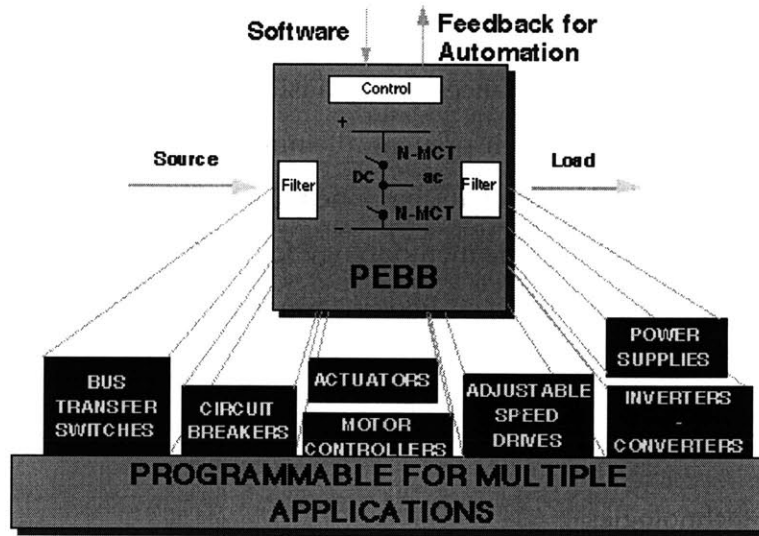 Software
Feedback for
Automation
Control
+
N-MCT
Source
Load
Filter
DC
ac
Filter
N-MCT
-
PEBB
POWER
SUPPLIES
BUS
TRANSFER
SWITCHES
CIRCUIT
BREAKERS
ACTUATORS
MOTOR
CONTROLLERS
ADJUSTABLE
SPEED
DRIVES
INVERTERS
-
CONVERTERS
PROGRAMMABLE FOR MULTIPLE
APPLICATIONS